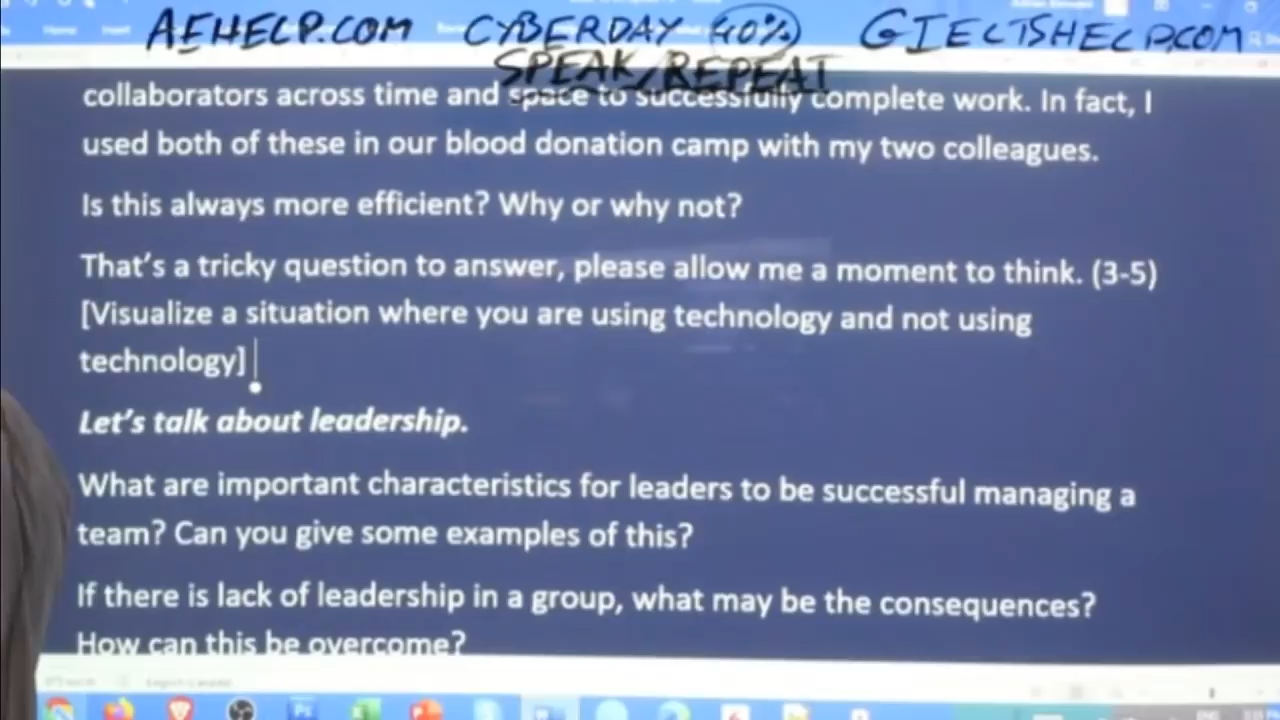 AEHELP.COM CYBERDAY 40% GIELTSHELP.COM
SPEAK/REPEAT
collaborators across time and space to successfully complete work. In fact, I
used both of these in our blood donation camp with my two colleagues.
Is this always more efficient? Why or why not?
That's a tricky question to answer, please allow me a moment to think. (3-5)
[Visualize a situation where you are using technology and not using
technology]
Let's talk about leadership.
What are important characteristics for leaders to be successful managing a
team? Can you give some examples of this?
If there is lack of leadership in a group, what may be the consequences?
How can this be overcome?